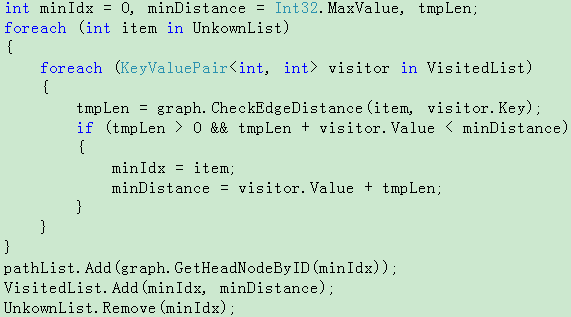 int minIdx = 0, minDistance = Int32.MaxValue, tmpLen;
foreach (int item in UnkownList)
{
    foreach (KeyValuePair<int, int> visitor in VisitedList)
    {
        tmpLen = graph.CheckEdgeDistance(item, visitor.Key);
        if (tmpLen > 0 && tmpLen + visitor.Value < minDistance)
        {
            minIdx = item;
            minDistance = visitor.Value + tmpLen;
        }
    }
}
pathList.Add(graph.GetHeadNodeByID(minIdx));
VisitedList.Add(minIdx, minDistance);
UnkownList.Remove(minIdx);